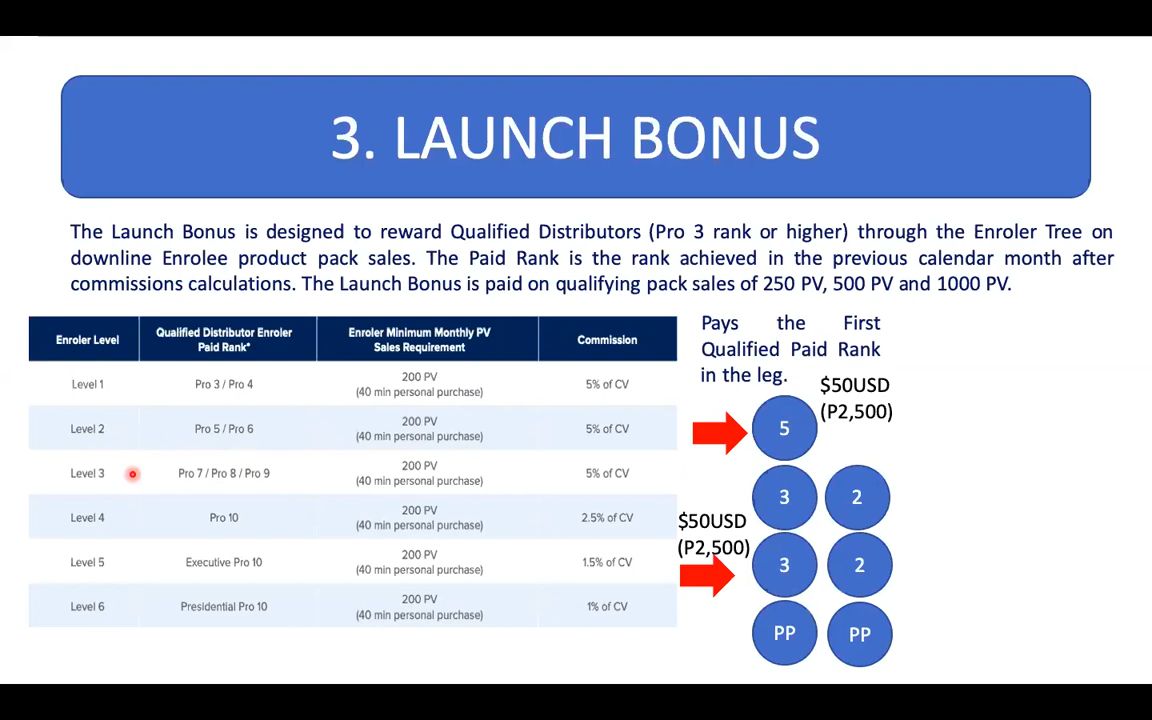 3. LAUNCH BONUS
The Launch Bonus is designed to reward Qualified Distributors (Pro 3 rank or higher) through the Enroler Tree on
downline Enrolee product pack sales. The Paid Rank is the rank achieved in the previous calendar month after
commissions calculations. The Launch Bonus is paid on qualifying pack sales of 250 PV, 500 PV and 1000 PV.
Enroler Level
Qualified Distributor Enroler
Paid Rank*
Enroler Minimum Monthly PV
Sales Requirement
Commission
Level 1
Pro 3 / Pro 4
200 PV
(40 min personal purchase)
5% of CV
Level 2
Pro 5 / Pro 6
200 PV
(40 min personal purchase)
5% of CV
Level 3
Pro 7 / Pro 8 / Pro 9
200 PV
(40 min personal purchase)
5% of CV
Level 4
Pro 10
200 PV
(40 min personal purchase)
2.5% of CV
Level 5
Executive Pro 10
200 PV
(40 min personal purchase)
1.5% of CV
Level 6
Presidential Pro 10
200 PV
(40 min personal purchase)
1% of CV
Pays the First
Qualified Paid Rank
in the leg.
$50USD
(P2,500)
5
3
2
$50USD
(P2,500)
3
2
PP
PP